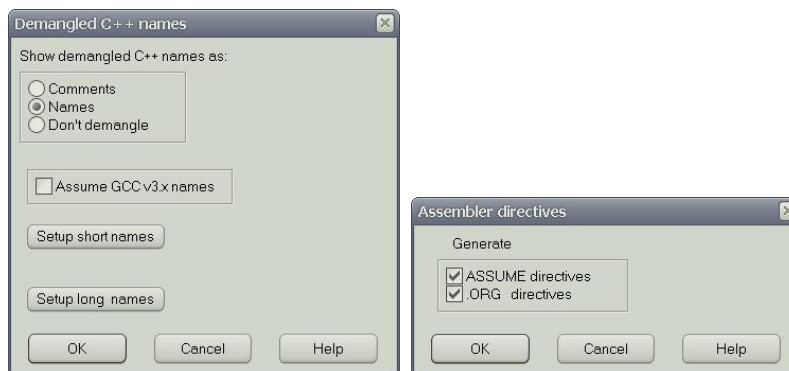 Demangled C++ names
Show demangled C++ names as:
Comments
Names
Don't demangle
Assume GCC v3.x names
Setup short names
Setup long names
OK Cancel Help
Assembler directives
Generate
ASSUME directives
.ORG directives
OK Cancel Help